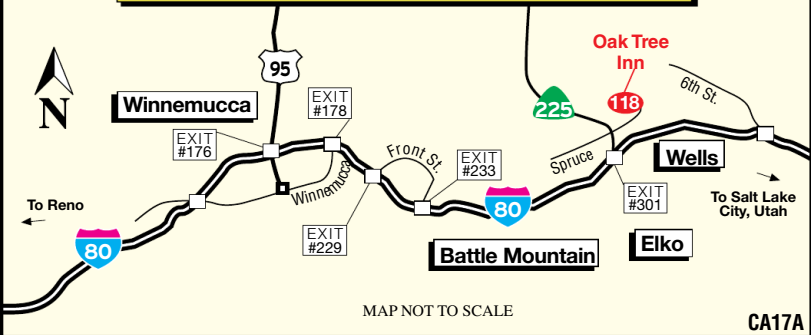 95
Oak Tree
Inn
118
225
6th St.
N
Winnemucca
EXIT
#178
EXIT
#176
Front St.
EXIT
#233
Spruce
Wells
Winnemucca
To Reno
80
EXIT
#301
To Salt Lake
City, Utah
EXIT
#229
80
Battle Mountain
Elko
MAP NOT TO SCALE
CA17A